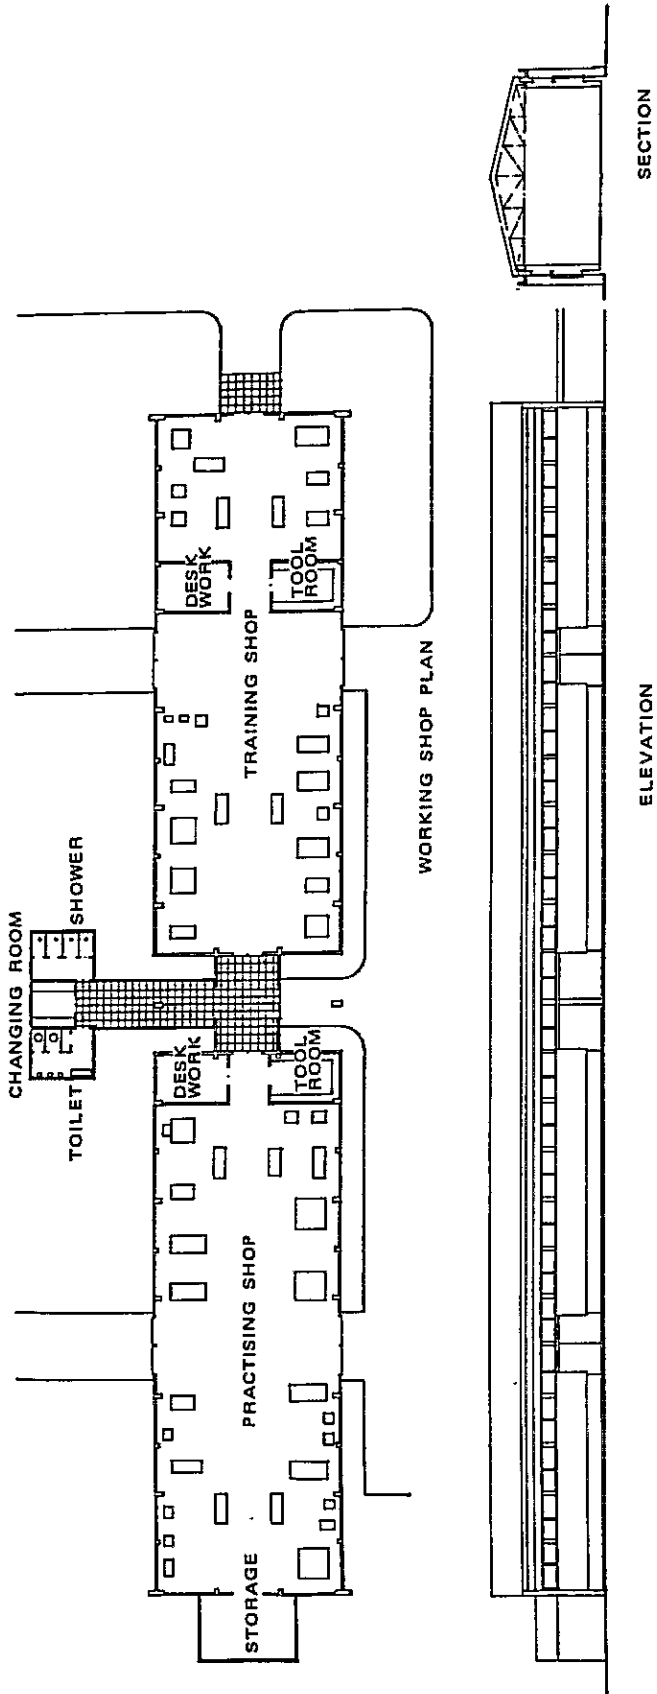 CHANGING ROOM
TOILET
SHOWER
DESK
WORK
TOOL
ROOM
DESK
WORK
TOOL
ROOM
STORAGE
PRACTISING SHOP
TRAINING SHOP
WORKING SHOP PLAN
ELEVATION
SECTION